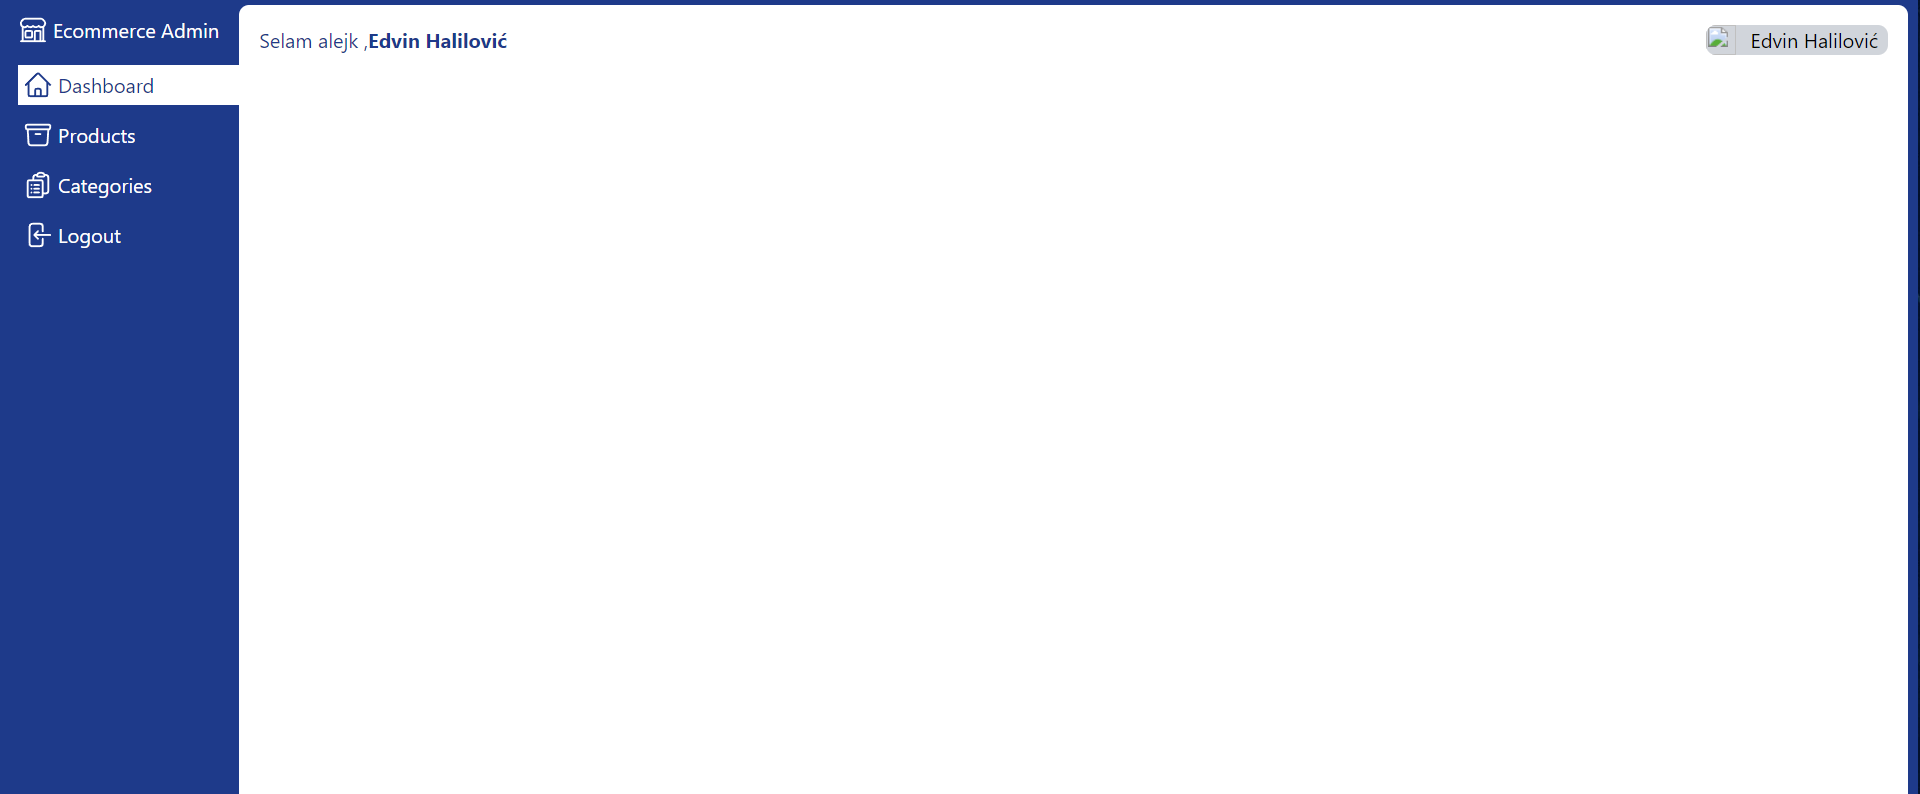 Ecommerce Admin
Dashboard
Products
Categories
Logout
Selam alejk ,Edvin Halilović
Edvin Halilović